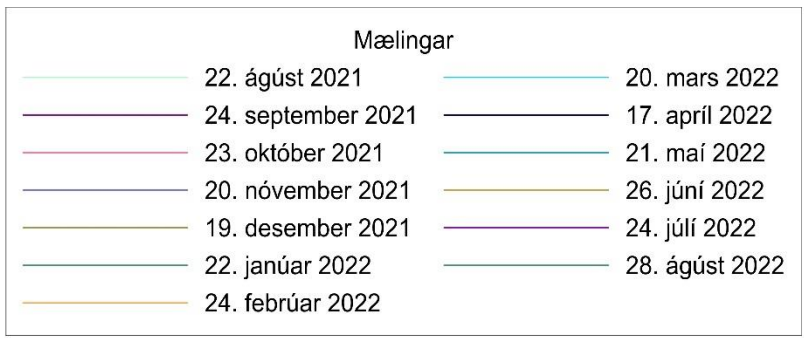 Mælingar
22. ágúst 2021
24. september 2021
23. október 2021
20. nóvember 2021
19. desember 2021
22. janúar 2022
24. febrúar 2022
20. mars 2022
17. apríl 2022
21. maí 2022
26. júní 2022
24. júlí 2022
28. ágúst 2022